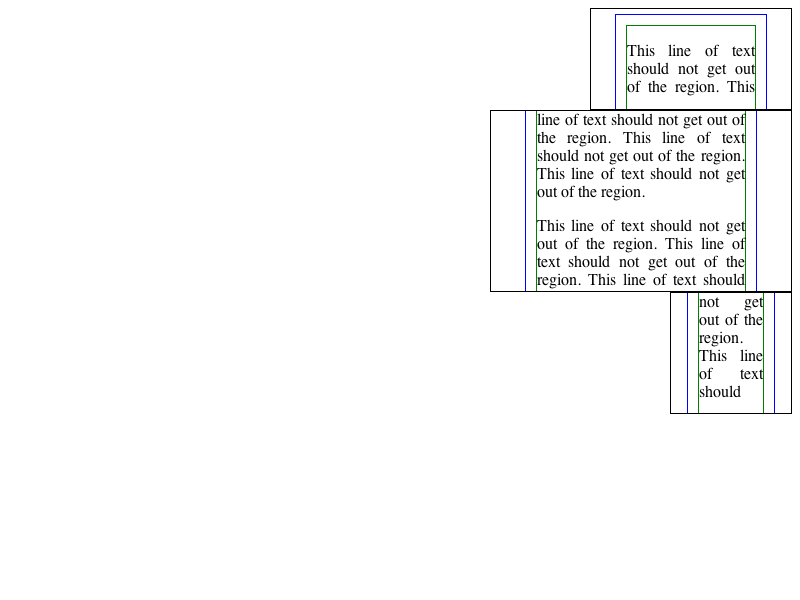 This line of text
should not get out
of the region. This
line of text should not get out of
the region. This line of text
should not get out of the region.
This line of text should not get
out of the region.
This line of text should not get
out of the region. This line of
text should not get out of the
region. This line of text should
not get
out of the
region.
This line
of text
should